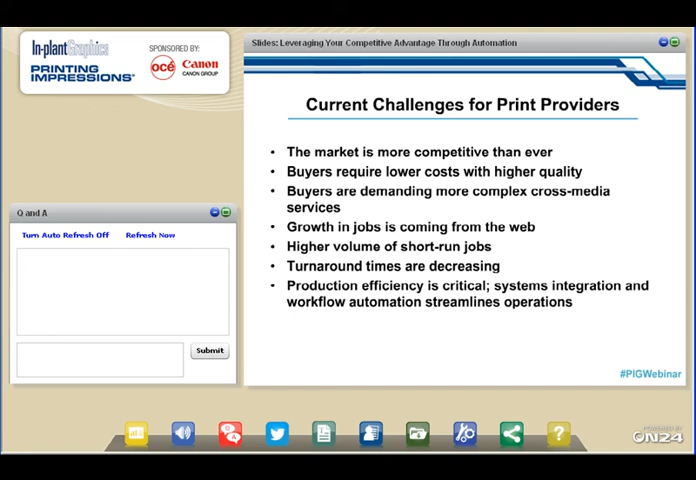 In-plantGraphics
PRINTING
IMPRESSIONS®
SPONSORED BY:
océ
Canon
CANON GROUP
Slides: Leveraging Your Competitive Advantage Through Automation
Current Challenges for Print Providers
• The market is more competitive than ever
• Buyers require lower costs with higher quality
• Buyers are demanding more complex cross-media
services
• Growth in jobs is coming from the web
• Higher volume of short-run jobs
• Turnaround times are decreasing
• Production efficiency is critical; systems integration and
workflow automation streamlines operations
#PIGWebinar
Q and A
Turn Auto Refresh Off
Refresh Now
Submit
Q
A
?
POWERED BY
ON24